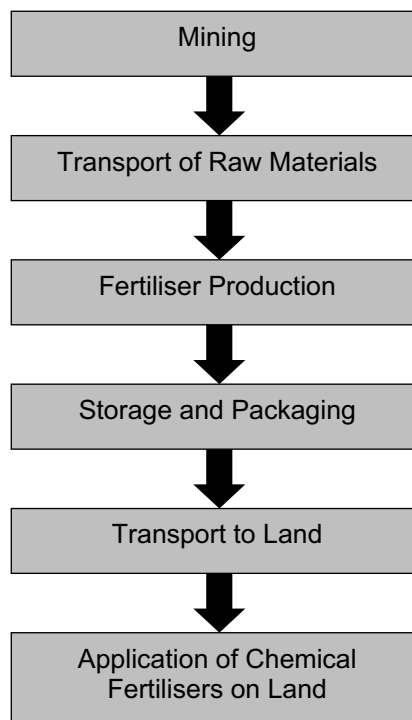 Mining
Transport of Raw Materials
Fertiliser Production
Storage and Packaging
Transport to Land
Application of Chemical
Fertilisers on Land